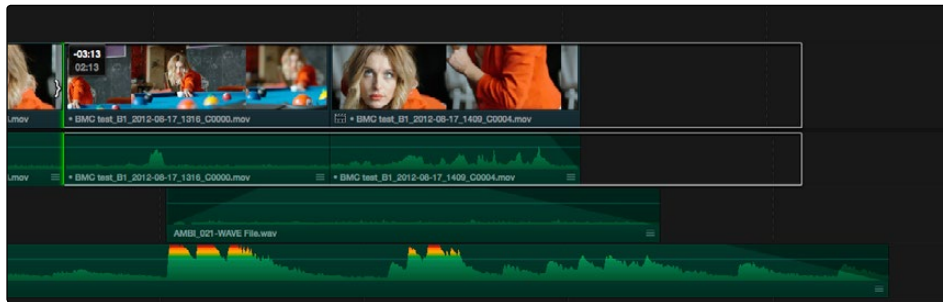 -03:13
02:13
.mov
• BMC test_B1_2012-08-17_1316_C0000.mov
• BMC test_B1_2012-08-17_1409_C0004.mov
.mov
• BMC test_B1_2012-08-17_1316_C0000.mov
• BMC test_B1_2012-08-17_1409_C0004.mov
AMBI_021-WAVE File.wav